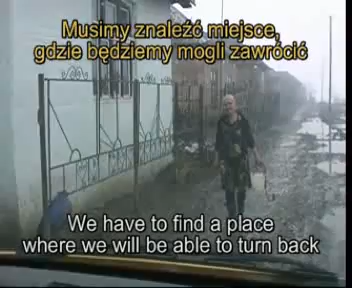 Musimy znaleźć miejsce,
gdzie będziemy mogli zawrócić
We have to find a place
where we will be able to turn back